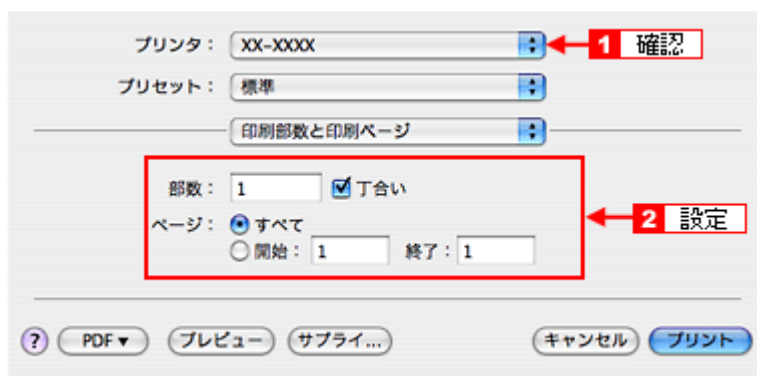 プリンタ： XX-XXXX 1 確認
プリセット： 標準
印刷部数と印刷ページ
部数： 1 丁合い
ページ： すべて
2 設定
開始： 1 終了： 1
? PDF▼ プレビュー サプライ... キャンセル プリント